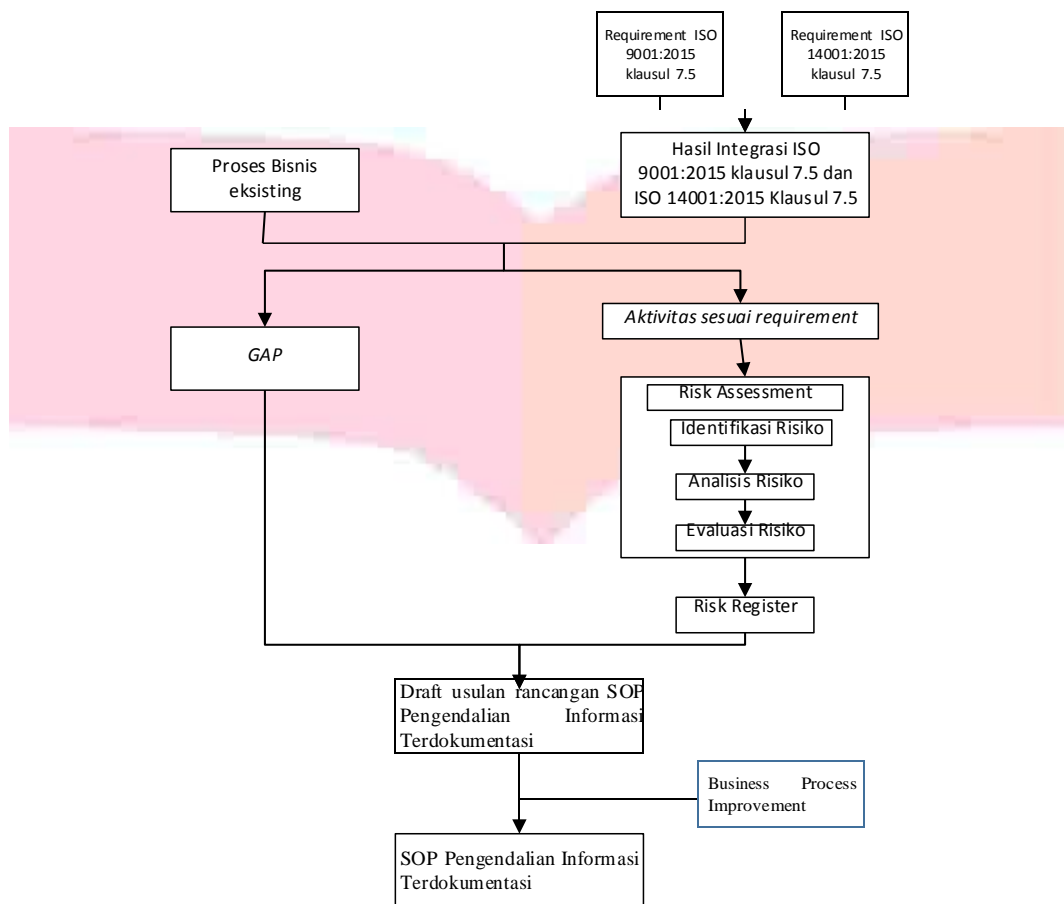 Requirement ISO
9001:2015
klausul 7.5
Requirement ISO
14001:2015
klausul 7.5
Proses Bisnis
eksisting
Hasil Integrasi ISO
9001:2015 klausul 7.5 dan
ISO 14001:2015 Klausul 7.5
GAP
Aktivitas sesuai requirement
Risk Assessment
Identifikasi Risiko
Analisis Risiko
Evaluasi Risiko
Risk Register
Draft usulan rancangan SOP
Pengendalian Informasi
Terdokumentasi
Business Process
Improvement
SOP Pengendalian Informasi
Terdokumentasi